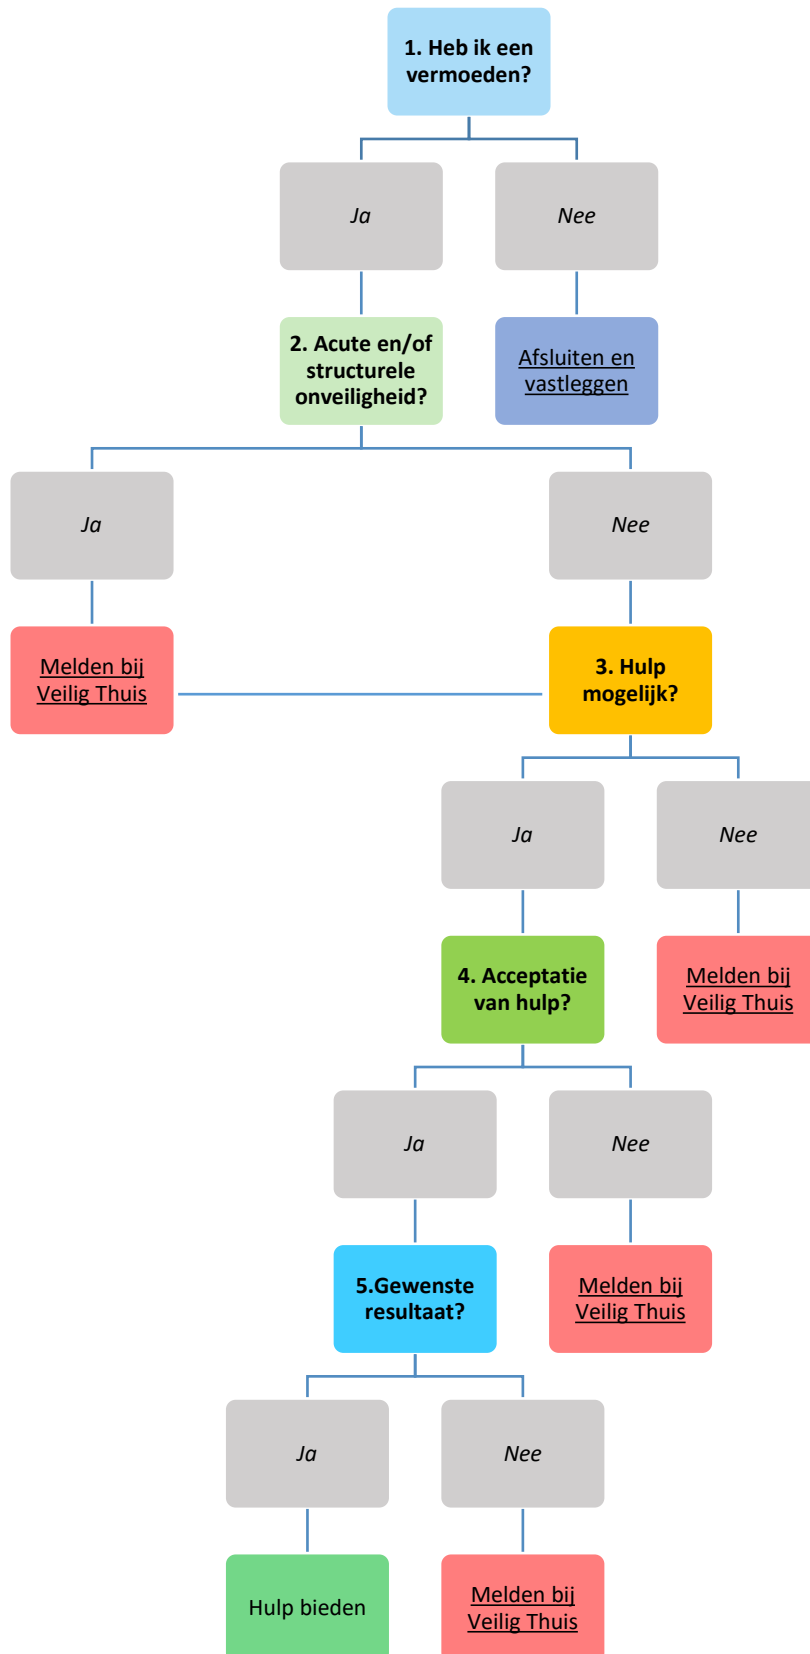 1. Heb ik een
vermoeden?
Ja
Nee
2. Acute en/of
structurele
onveiligheid?
Afsluiten en
vastleggen
Ja
Nee
Melden bij
Veilig Thuis
3. Hulp
mogelijk?
Ja
Nee
4. Acceptatie
van hulp?
Melden bij
Veilig Thuis
Ja
Nee
5.Gewenste
resultaat?
Melden bij
Veilig Thuis
Ja
Nee
Hulp bieden
Melden bij
Veilig Thuis